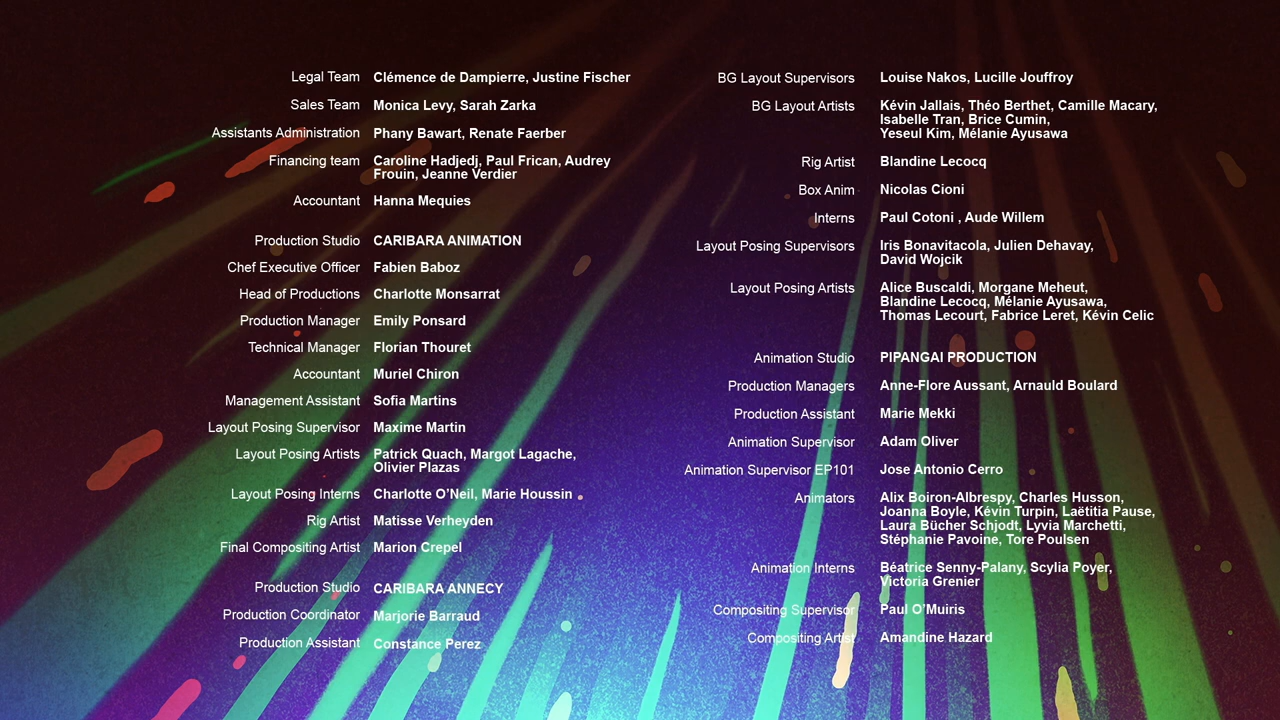 Legal Team Clémence de Dampierre, Justine Fischer
Sales Team Monica Levy, Sarah Zarka
Assistants Administration Phany Bawart, Renate Faerber
Financing team Caroline Hadjedj, Paul Frican, Audrey
Frouin, Jeanne Verdier
Accountant Hanna Mequies
Production Studio CARIBARA ANIMATION
Chef Executive Officer Fabien Baboz
Head of Productions Charlotte Monsarrat
Production Manager Emily Ponsard
Technical Manager Florian Thouret
Accountant Muriel Chiron
Management Assistant Sofia Martins
Layout Posing Supervisor Maxime Martin
Layout Posing Artists Patrick Quach, Margot Lagache,
Olivier Plazas
Layout Posing Interns Charlotte O’Neil, Marie Houssin
Rig Artist Matisse Verheyden
Final Compositing Artist Marion Crepel
Production Studio CARIBARA ANNECY
Production Coordinator Marjorie Barraud
Production Assistant Constance Perez
BG Layout Supervisors Louise Nakos, Lucille Jouffroy
BG Layout Artists Kévin Jallais, Théo Berthet, Camille Macary,
Isabelle Tran, Brice Cumin,
Yeseul Kim, Mélanie Ayusawa
Rig Artist Blandine Lecocq
Box Anim Nicolas Cioni
Interns Paul Cotoni , Aude Willem
Layout Posing Supervisors Iris Bonavitacola, Julien Dehavay,
David Wojcik
Layout Posing Artists Alice Buscaldi, Morgane Meheut,
Blandine Lecocq, Mélanie Ayusawa,
Thomas Lecourt, Fabrice Leret, Kévin Celic
Animation Studio PIPANGAI PRODUCTION
Production Managers Anne-Flore Aussant, Arnauld Boulard
Production Assistant Marie Mekki
Animation Supervisor Adam Oliver
Animation Supervisor EP101 Jose Antonio Cerro
Animators Alix Boiron-Albrespy, Charles Husson,
Joanna Boyle, Kévin Turpin, Laëtitia Pause,
Laura Bücher Schjodt, Lyvia Marchetti,
Stéphanie Pavoine, Tore Poulsen
Animation Interns Béatrice Senny-Palany, Scylia Poyer,
Victoria Grenier
Compositing Supervisor Paul O’Muiris
Compositing Artist Amandine Hazard